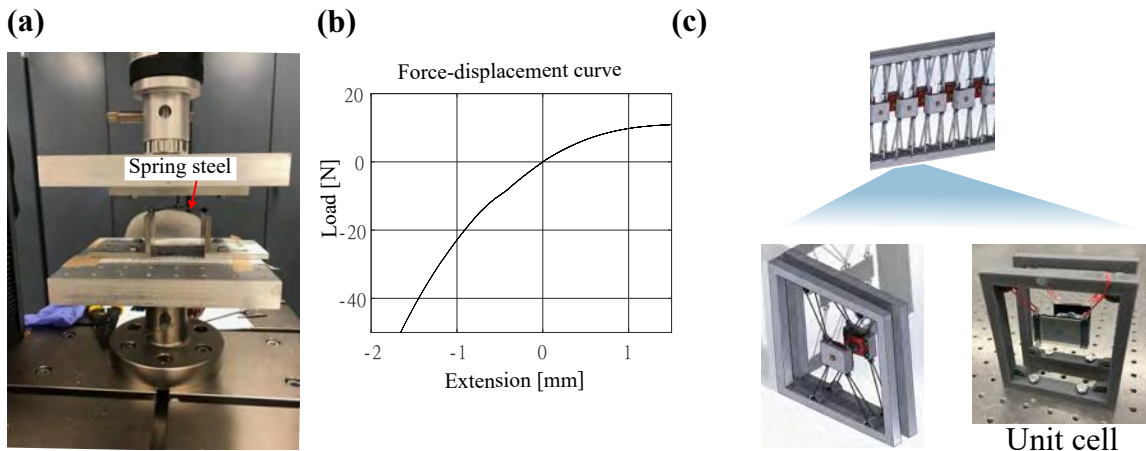 (a)
(b)
(c)
Force-displacement curve
Spring steel
Load [N]
20
0
-20
-40
-2
-1
0
1
Extension [mm]
Unit cell